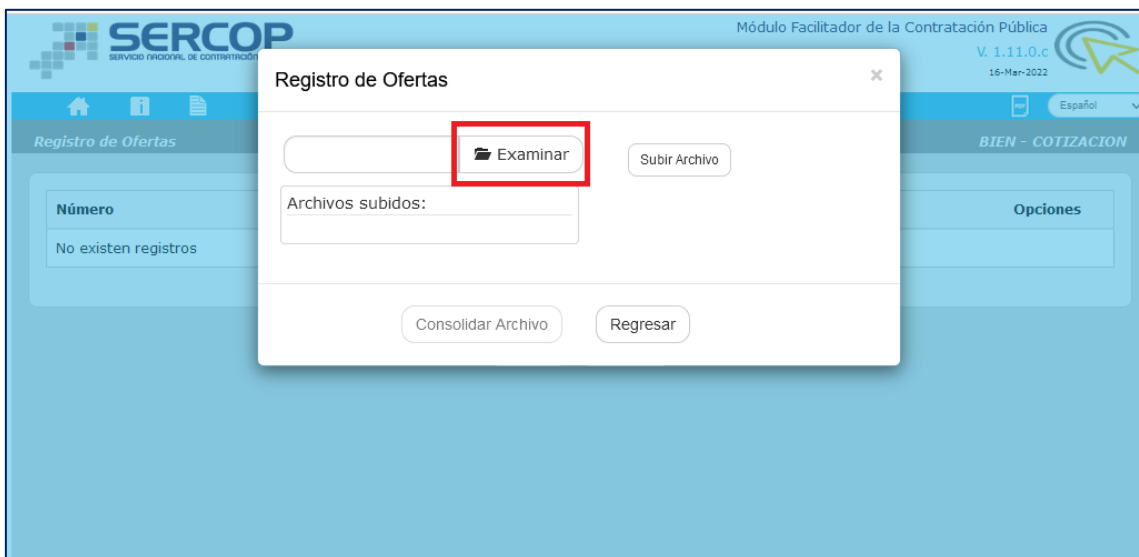 SERCOP
SERVICIO NACIONAL DE CONTRATACIÓN
Módulo Facilitador de la Contratación Pública
V. 1.11.0.c
16-Mar-2022
Español
Registro de Ofertas
BIEN - COTIZACION
Registro de Ofertas
×
Examinar
Subir Archivo
Archivos subidos:
Número
Opciones
No existen registros
Consolidar Archivo
Regresar